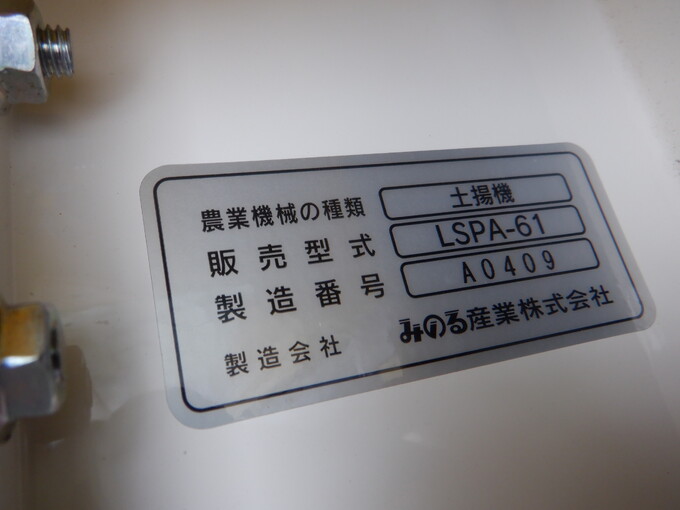 農業機械の種類 土揚機
販売型式 LSPA-61
製造番号 A0409
製造会社 みのる産業株式会社